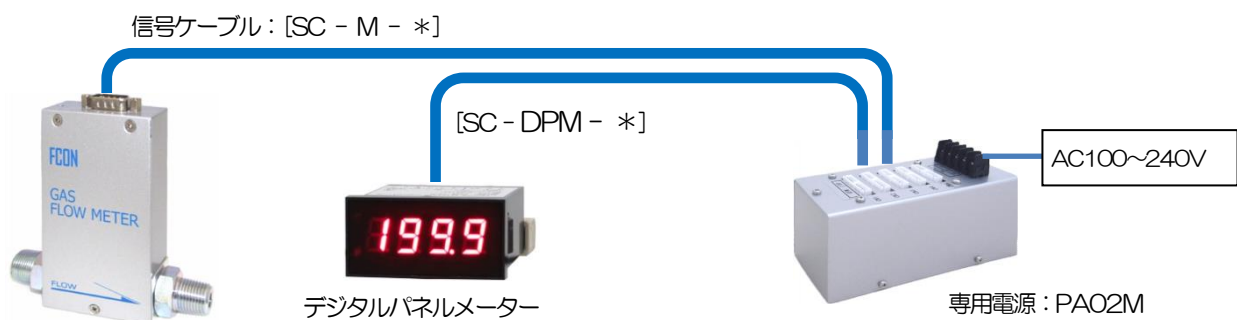 信号ケーブル：[SC - M - ＊]
[SC - DPM - ＊]
FCON
GAS
FLOW METER
FLOW
199.9
AC100～240V
デジタルパネルメーター
専用電源：PA02M